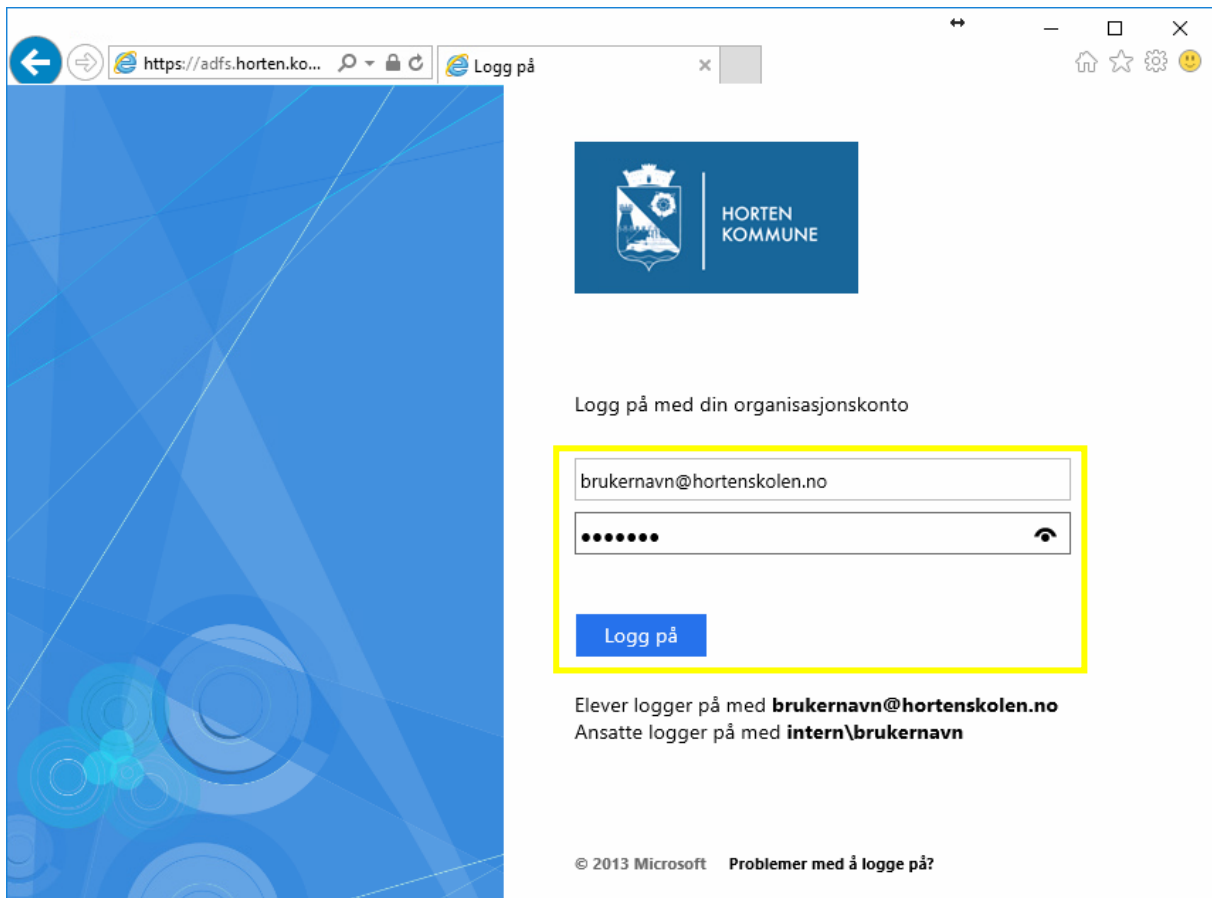 https://adfs.horten.ko...
Logg på
HORTEN
KOMMUNE
Logg på med din organisasjonskonto
brukernavn@hortenskolen.no
•••••••
Logg på
Elever logger på med brukernavn@hortenskolen.no
Ansatte logger på med intern\brukernavn
© 2013 Microsoft Problemer med å logge på?